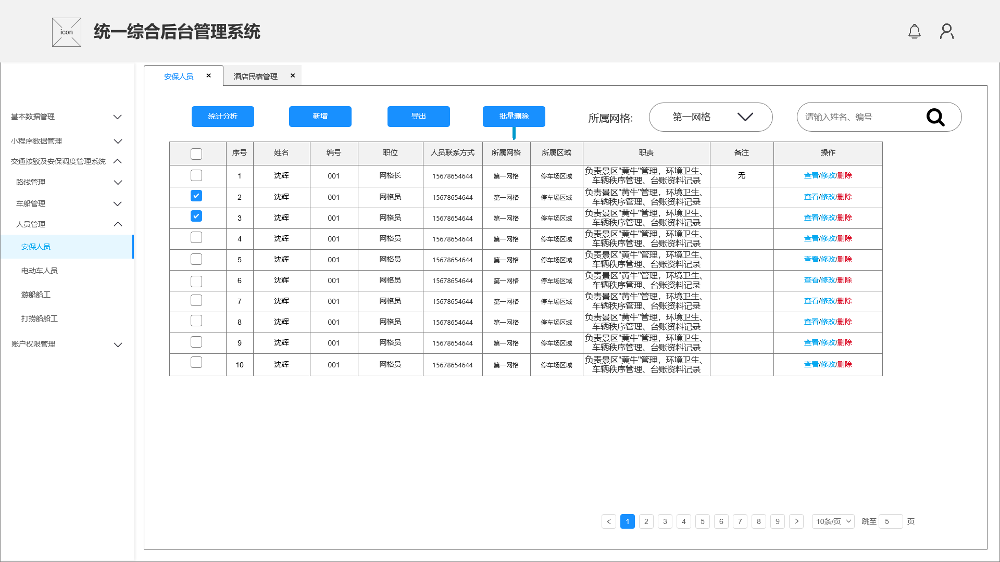 icon 统一综合后台管理系统
安保人员 × 酒店民宿管理 ×
基本数据管理
小程序数据管理
交通接驳及安保调度管理系统
路线管理
车船管理
人员管理
安保人员
电动车人员
游船船工
打捞船船工
账户权限管理
统计分析 新增 导出 批量删除 所属网格: 第一网格 请输入姓名、编号
序号 姓名 编号 职位 人员联系方式 所属网格 所属区域 职责 备注 操作
1 沈辉 001 网格长 15678654644 第一网格 停车场区域 负责景区"黄牛"管理，环境卫生、 无 查看/修改/删除
车辆秩序管理、台账资料记录
2 沈辉 001 网格员 15678654644 第一网格 停车场区域 负责景区"黄牛"管理，环境卫生、 查看/修改/删除
车辆秩序管理、台账资料记录
3 沈辉 001 网格员 15678654644 第一网格 停车场区域 负责景区"黄牛"管理，环境卫生、 查看/修改/删除
车辆秩序管理、台账资料记录
4 沈辉 001 网格员 15678654644 第一网格 停车场区域 负责景区"黄牛"管理，环境卫生、 查看/修改/删除
车辆秩序管理、台账资料记录
5 沈辉 001 网格员 15678654644 第一网格 停车场区域 负责景区"黄牛"管理，环境卫生、 查看/修改/删除
车辆秩序管理、台账资料记录
6 沈辉 001 网格员 15678654644 第一网格 停车场区域 负责景区"黄牛"管理，环境卫生、 查看/修改/删除
车辆秩序管理、台账资料记录
7 沈辉 001 网格员 15678654644 第一网格 停车场区域 负责景区"黄牛"管理，环境卫生、 查看/修改/删除
车辆秩序管理、台账资料记录
8 沈辉 001 网格员 15678654644 第一网格 停车场区域 负责景区"黄牛"管理，环境卫生、 查看/修改/删除
车辆秩序管理、台账资料记录
9 沈辉 001 网格员 15678654644 第一网格 停车场区域 负责景区"黄牛"管理，环境卫生、 查看/修改/删除
车辆秩序管理、台账资料记录
10 沈辉 001 网格员 15678654644 第一网格 停车场区域 负责景区"黄牛"管理，环境卫生、 查看/修改/删除
车辆秩序管理、台账资料记录
< 1 2 3 4 5 6 7 8 9 > 10条/页 跳至 5 页